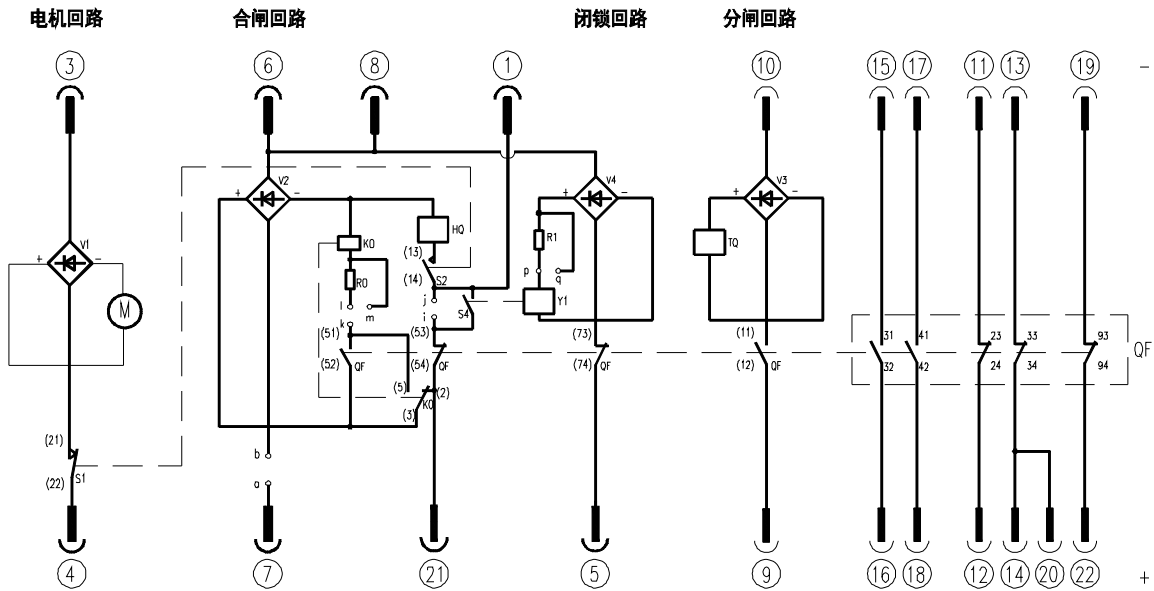 电机回路 合闸回路 闭锁回路 分闸回路
3 6 8 1 10 15 17 11 13 19 -
V2 V4 V3
+ - + - + -
HQ
R1 TQ
K0
V1 (13)
+ - p q
R0 (14) S2
M l m j Y1
k i S4
(51) (53) (73) (11) 31 41 23 33 93
QF
(52) QF (54) QF (74) QF (12) QF 32 42 24 34 94
(5) K0 (2)
(3)
(21)
b
(22) S1 a
4 7 21 5 9 16 18 12 14 20 22 +